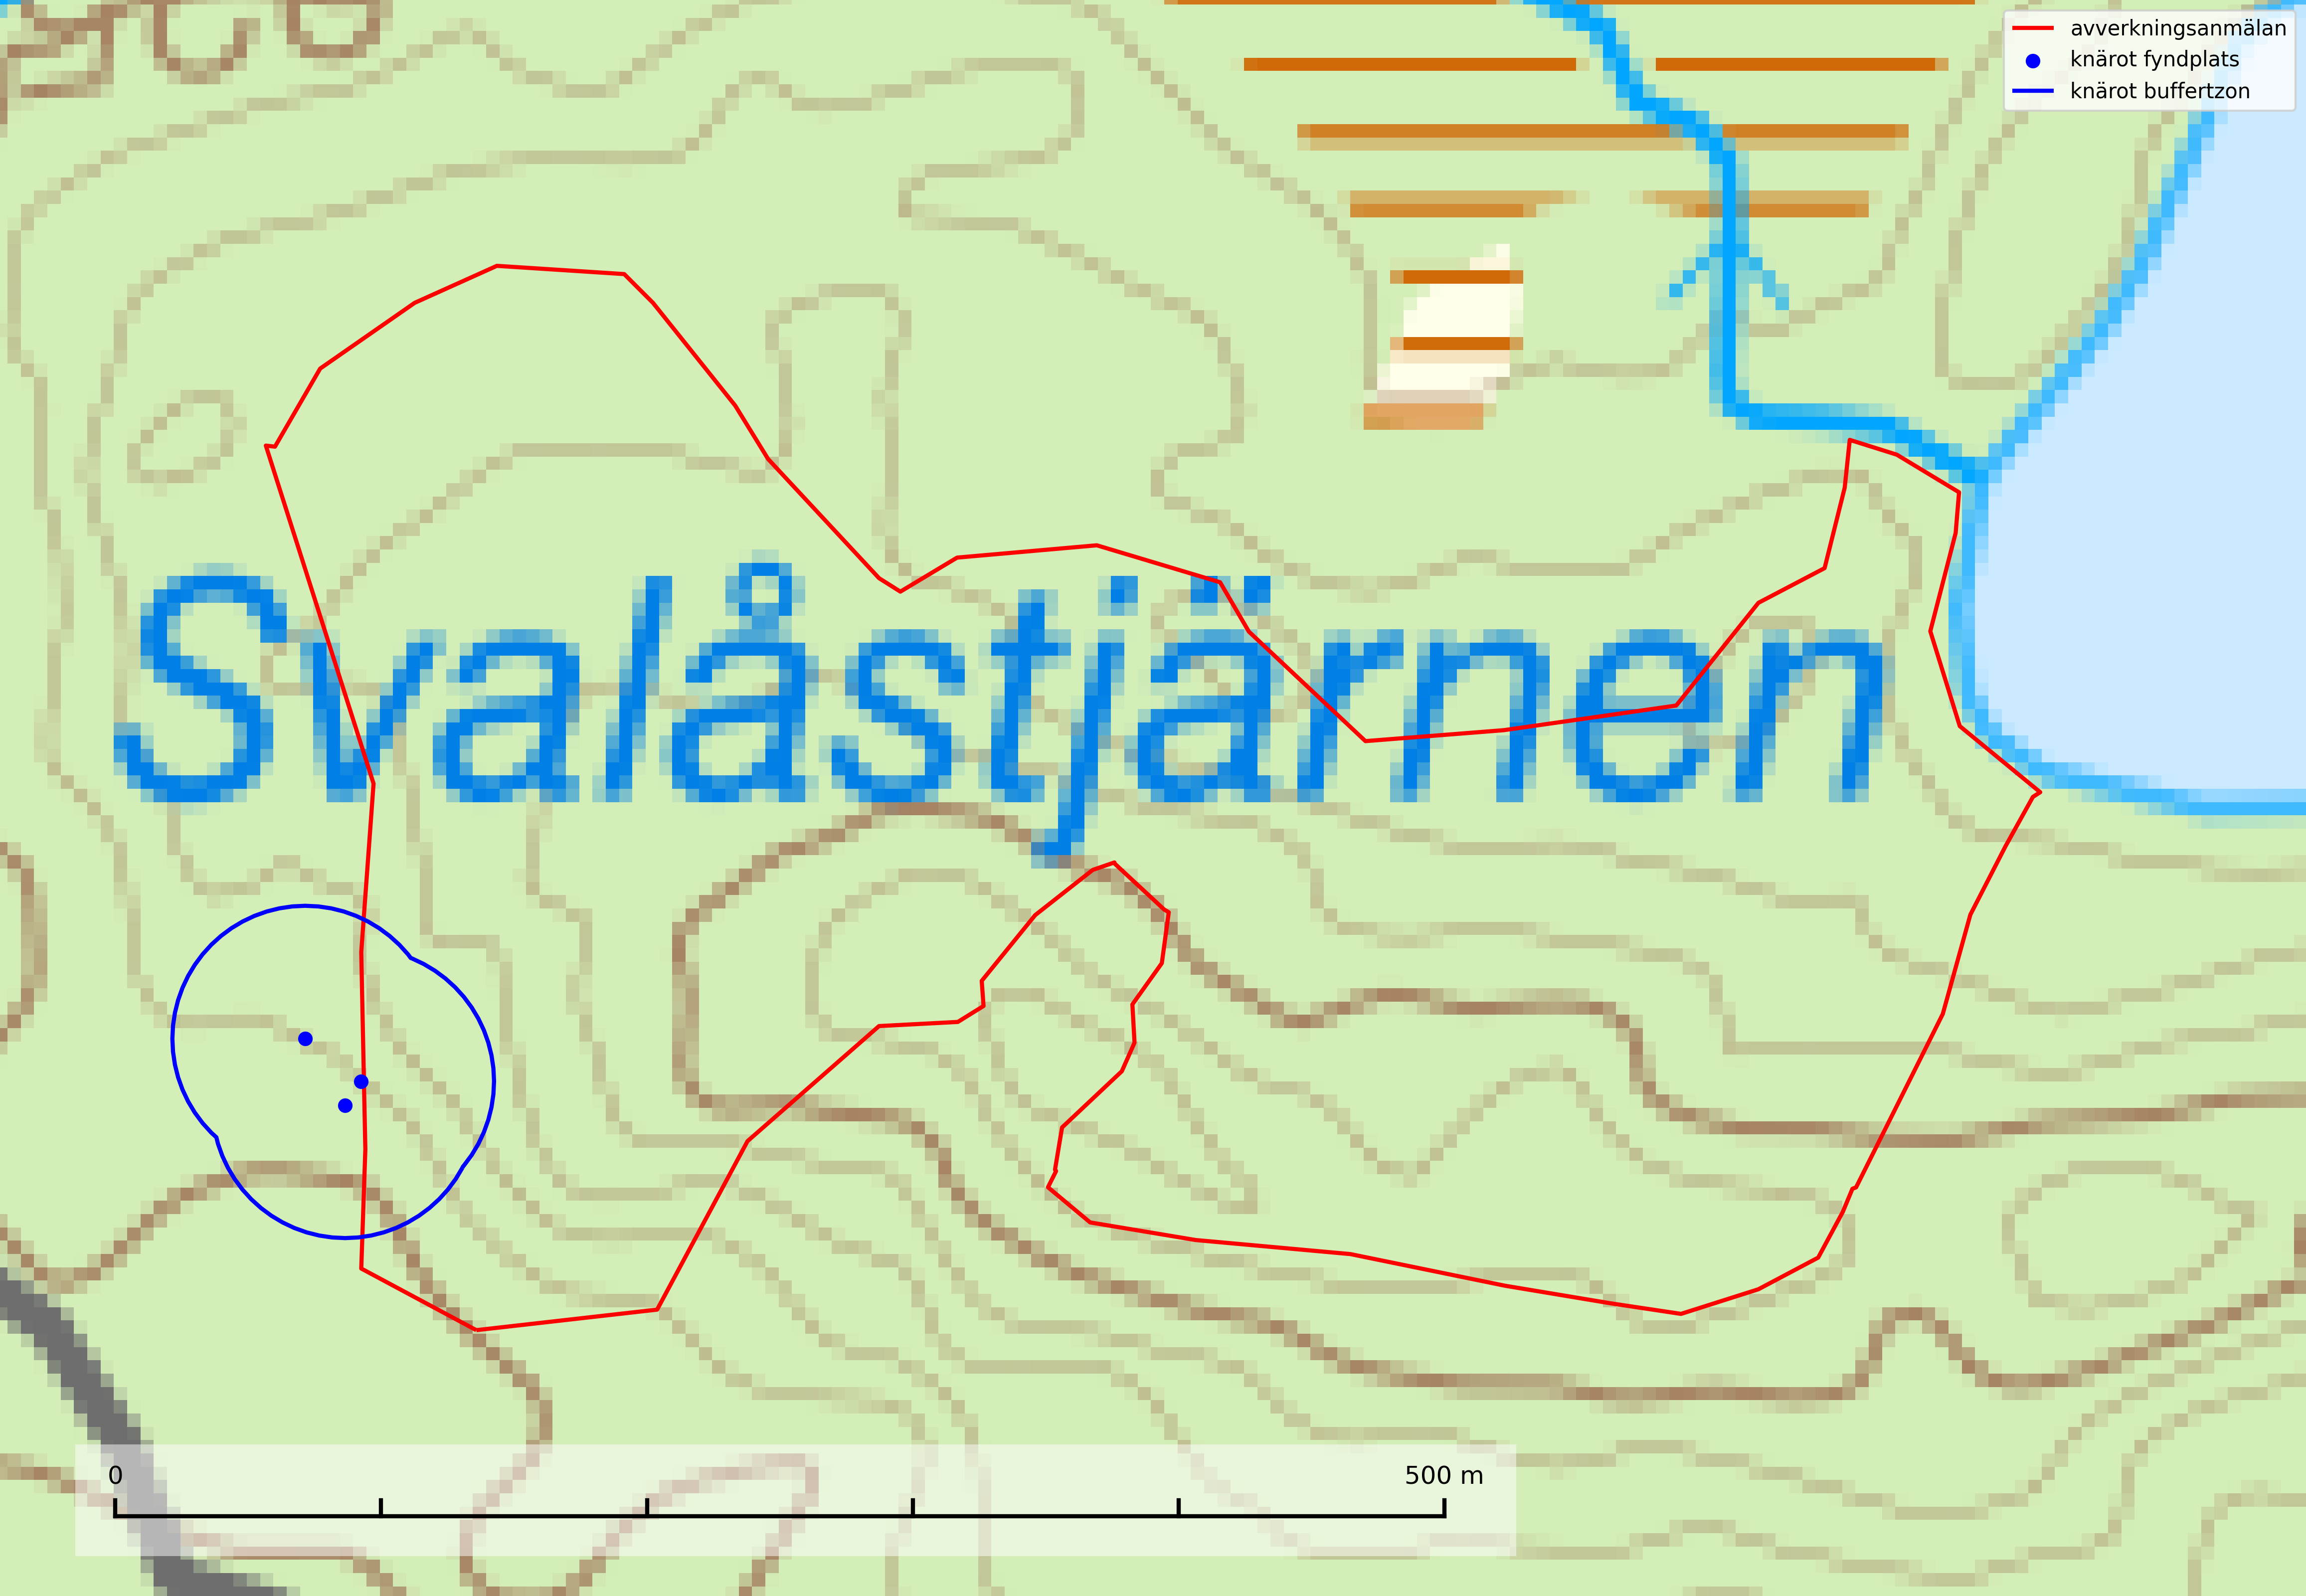 avverkningsanmälan
knärot fyndplats
knärot buffertzon
Svalåstjärnen
0 500 m